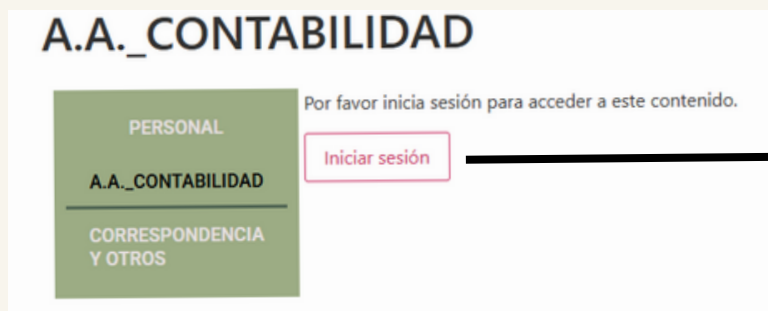 A.A._CONTABILIDAD
PERSONAL
A.A._CONTABILIDAD
CORRESPONDENCIA
Y OTROS
Por favor inicia sesión para acceder a este contenido.
Iniciar sesión